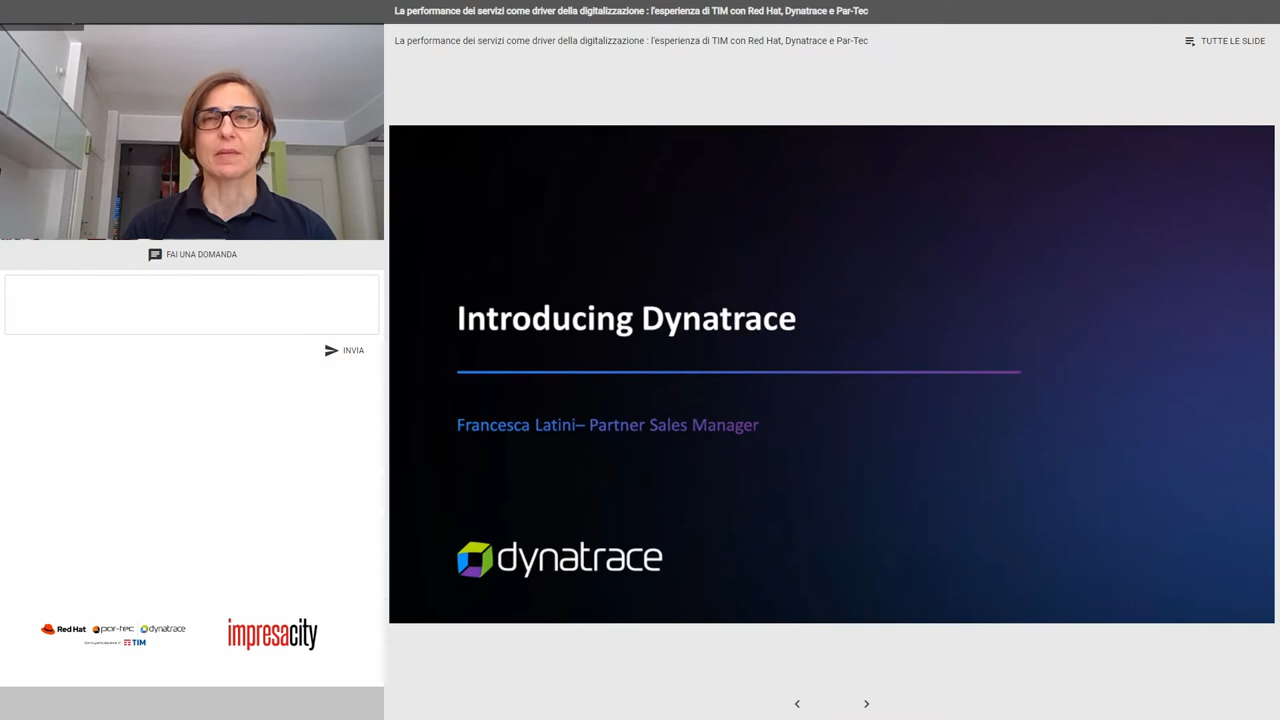 La performance dei servizi come driver della digitalizzazione : l'esperienza di TIM con Red Hat, Dynatrace e Par-Tec
La performance dei servizi come driver della digitalizzazione : l'esperienza di TIM con Red Hat, Dynatrace e Par-Tec
TUTTE LE SLIDE
FAI UNA DOMANDA
INVIA
Introducing Dynatrace
Francesca Latini– Partner Sales Manager
dynatrace
Red Hat par-tec dynatrace
TIM
impresacity